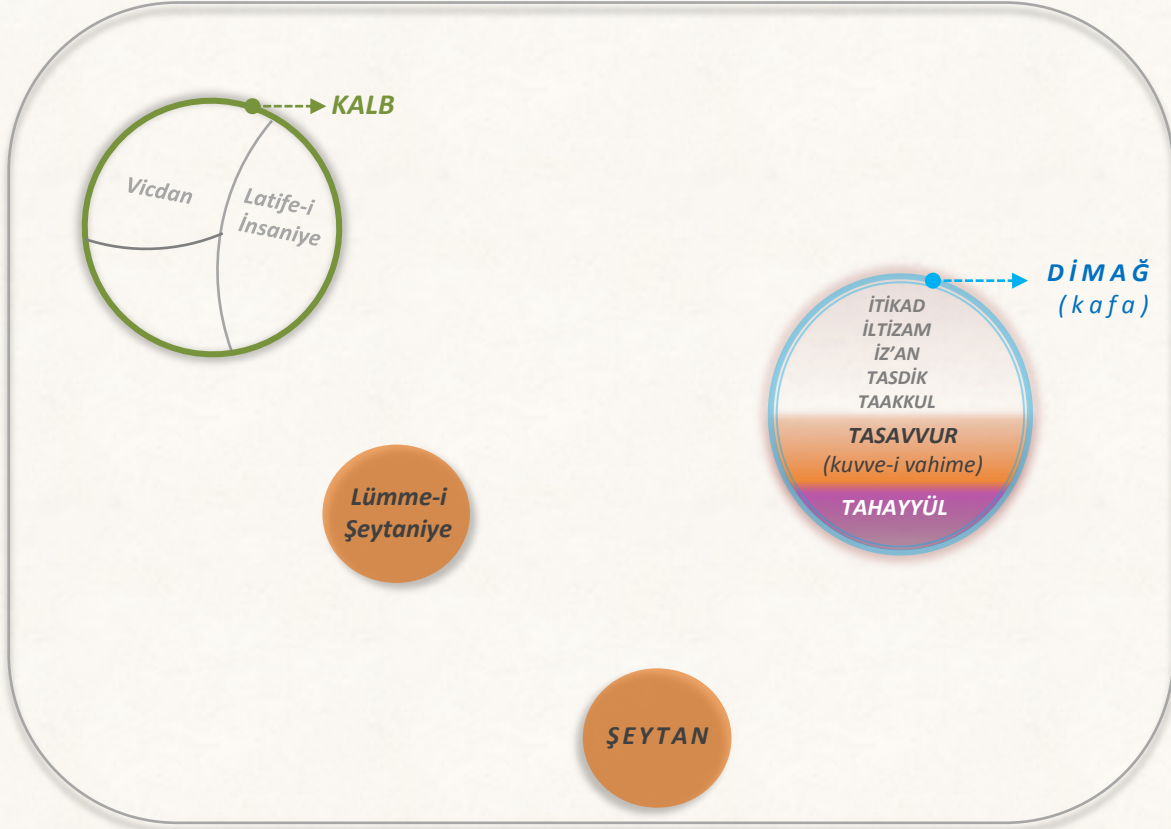 KALB
Vicdan
Latife-i
İnsaniye
DİMAĞ
(kafa)
İTİKAD
İLTİZAM
İZ'AN
TASDİK
TAAKKUL
TASAVVUR
(kuvve-i vahime)
TAHAYYÜL
Lümme-i
Şeytaniye
ŞEYTAN